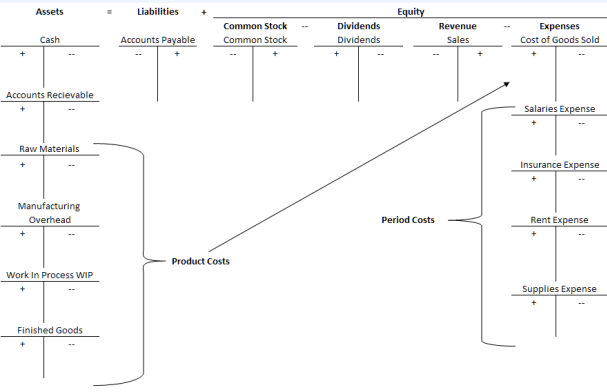 Assets = Liabilities + Equity
Common Stock -- Dividends Revenue -- Expenses
Cash Accounts Payable Common Stock Dividends Sales Cost of Goods Sold
+ -- -- + -- + + -- -- + + --
Accounts Recievable
+ --
Salaries Expense
+ --
Raw Materials
+ --
Insurance Expense
+ --
Manufacturing
Overhead
+ --
Period Costs
Rent Expense
+ --
Product Costs
Work In Process WIP
+ --
Supplies Expense
+ --
Finished Goods
+ --